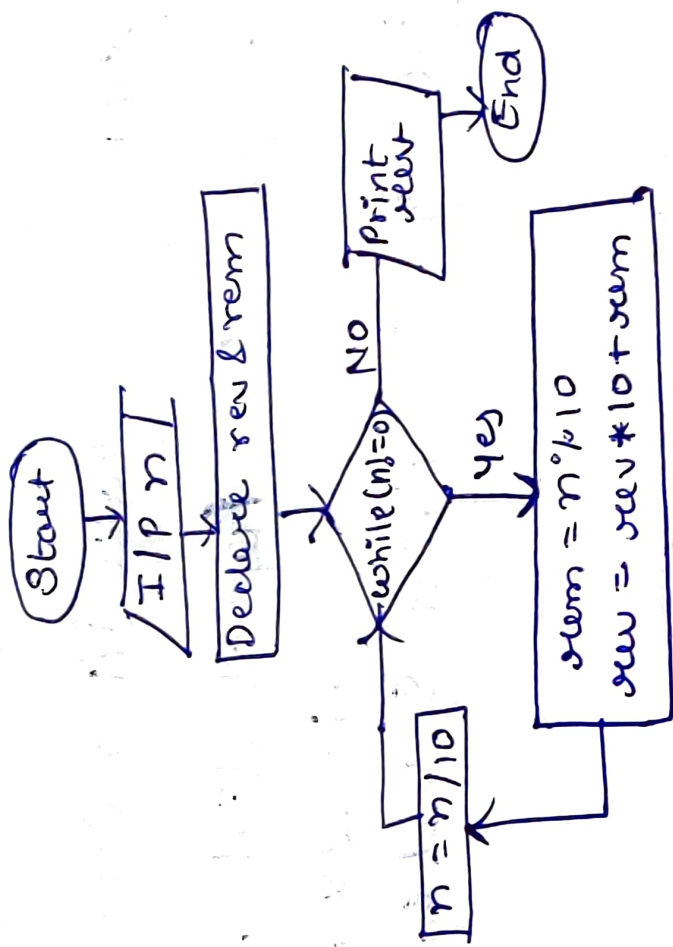 Start
I/P n
Declare rev & rem
while(n)=0
NO
Print
rev
End
Yes
rem = n%10
rev = rev*10+rem
n = n/10